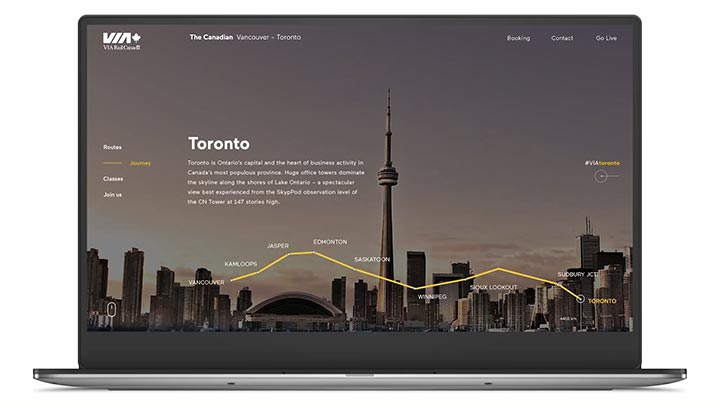 VIA
VIA Rail Canada
The Canadian Vancouver – Toronto
Booking
Contact
Go Live
Routes
Journey
Classes
Join us
Toronto
Toronto is Ontario's capital and the heart of business activity in
Canada's most populous province. Huge office towers dominate
the skyline along the shores of Lake Ontario – a spectacular
view best experienced from the SkypPod observation level of
the CN Tower at 147 stories high.
#VIAtoronto
VANCOUVER
KAMLOOPS
JASPER
EDMONTON
SASKATOON
WINNIPEG
SIOUX LOOKOUT
SUDBURY JCT.
TORONTO